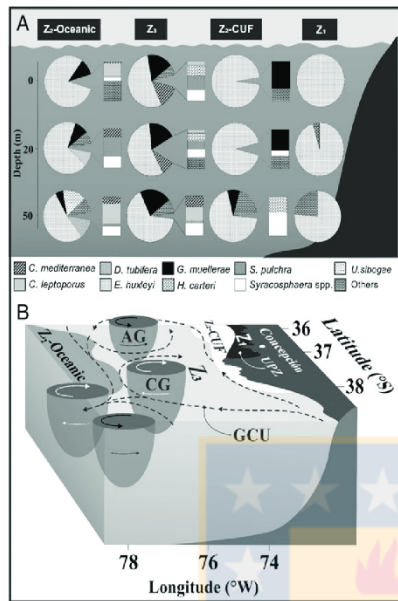 A
Z₂-Oceanic Z₃ Z₂-CUF Z₁
Depth (m)
0
20
50
C. mediterranea D. tubifera G. muellerae S. pulchra U.sibogae
C. leptoporus E. huxleyi H. carteri Syracosphaera spp. Others
B
AG
CG
Z₂-Oceanic
Z₃
Z₂-CUF
Z₁
Concepción
UPZ
GCU
36
37
38
Latitude (°S)
78 76 74
Longitude (°W)